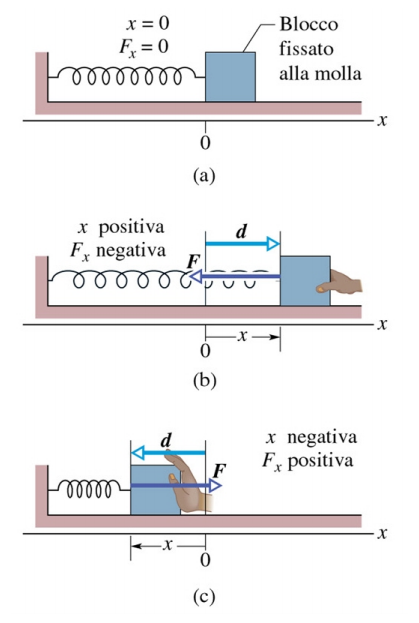 x = 0
F_x = 0
Blocco
fissato
alla molla
x
0
(a)
x positiva
F_x negativa
d
F
x
x
0
(b)
d
x negativa
F_x positiva
F
x
x
0
(c)